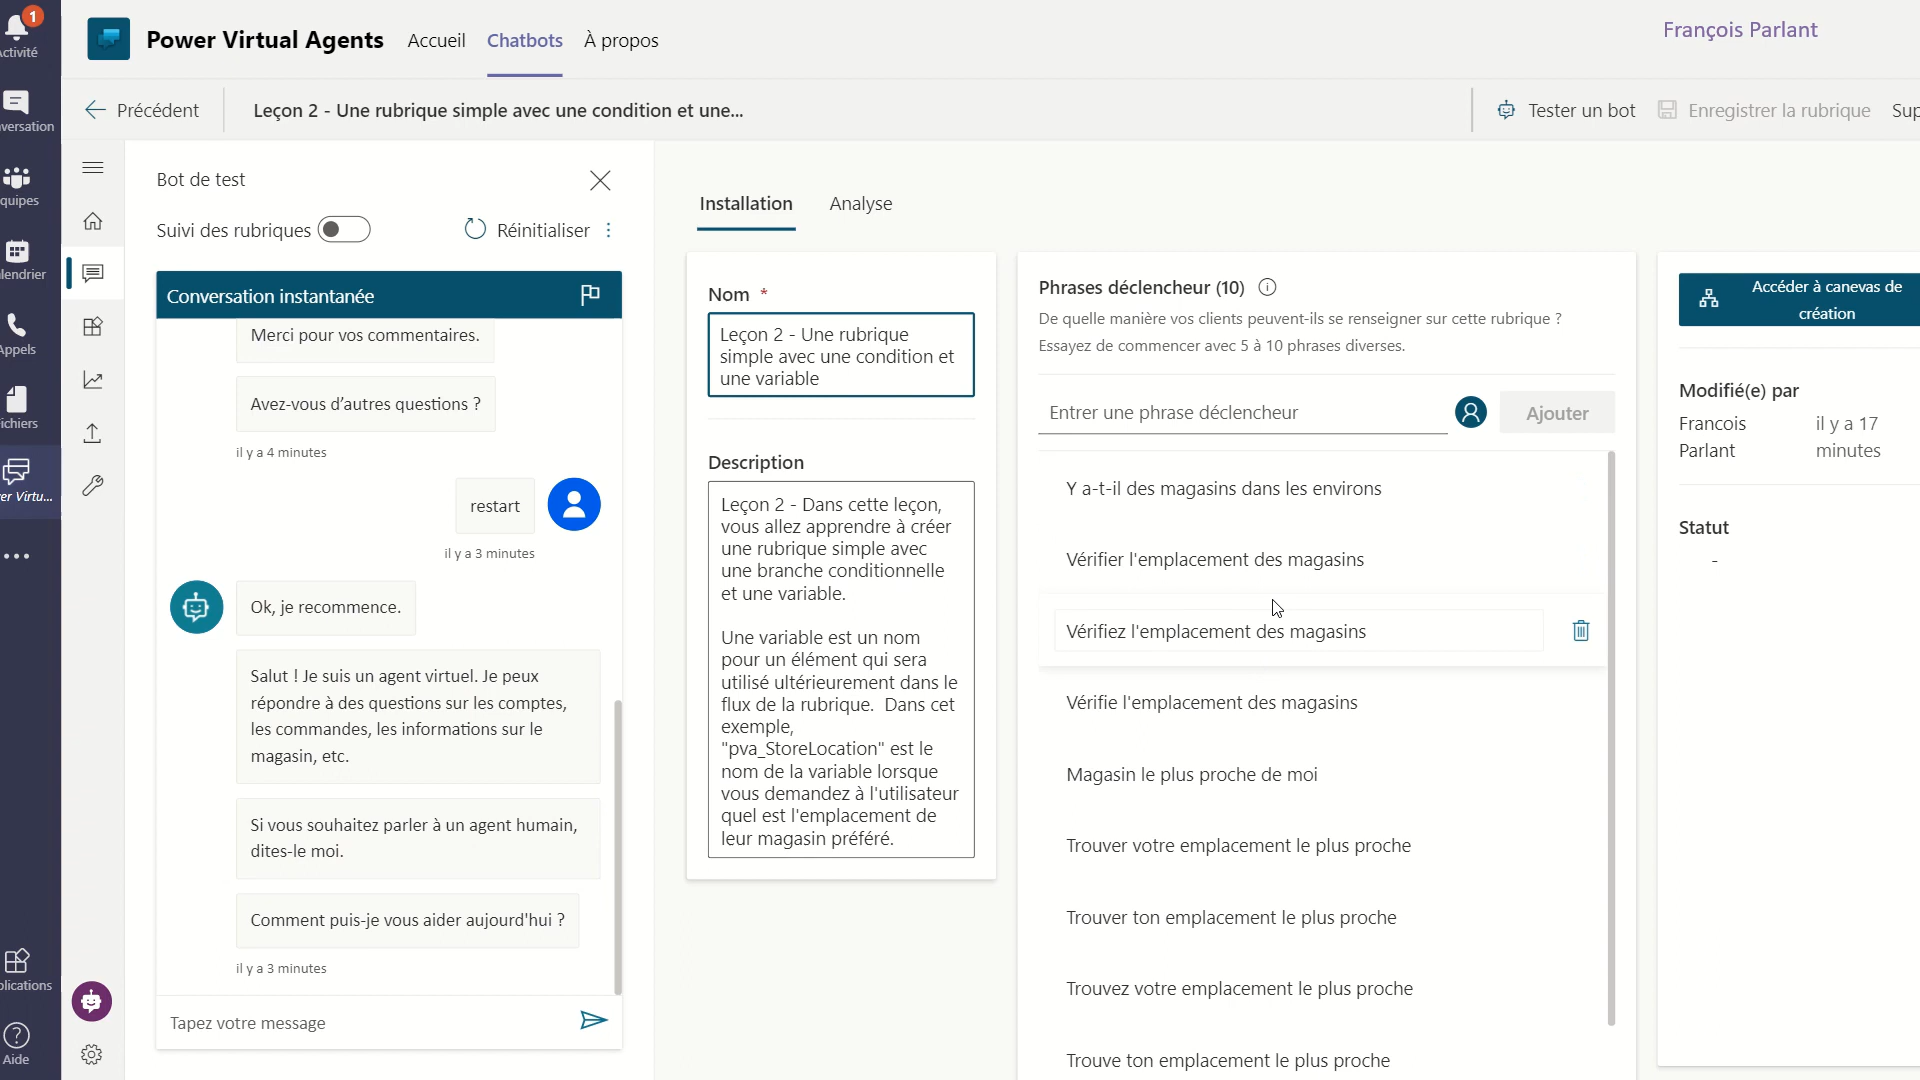 1
Power Virtual Agents
Accueil
Chatbots
À propos
François Parlant
ctivité
Précédent
Leçon 2 - Une rubrique simple avec une condition et une...
Tester un bot
Enregistrer la rubrique
Sup
versation
quipes
lendrier
Appels
ichiers
er Virtu...
plications
Aide
Bot de test
Suivi des rubriques
Réinitialiser
Conversation instantanée
Merci pour vos commentaires.
Avez-vous d’autres questions ?
il y a 4 minutes
restart
il y a 3 minutes
Ok, je recommence.
Salut ! Je suis un agent virtuel. Je peux
répondre à des questions sur les comptes,
les commandes, les informations sur le
magasin, etc.
Si vous souhaitez parler à un agent humain,
dites-le moi.
Comment puis-je vous aider aujourd'hui ?
il y a 3 minutes
Tapez votre message
Installation
Analyse
Nom *
Leçon 2 - Une rubrique
simple avec une condition et
une variable
Description
Leçon 2 - Dans cette leçon,
vous allez apprendre à créer
une rubrique simple avec
une branche conditionnelle
et une variable.
Une variable est un nom
pour un élément qui sera
utilisé ultérieurement dans le
flux de la rubrique.  Dans cet
exemple,
"pva_StoreLocation" est le
nom de la variable lorsque
vous demandez à l'utilisateur
quel est l'emplacement de
leur magasin préféré.
Phrases déclencheur (10)
De quelle manière vos clients peuvent-ils se renseigner sur cette rubrique ?
Essayez de commencer avec 5 à 10 phrases diverses.
Entrer une phrase déclencheur
Ajouter
Y a-t-il des magasins dans les environs
Vérifier l'emplacement des magasins
Vérifiez l'emplacement des magasins
Vérifie l'emplacement des magasins
Magasin le plus proche de moi
Trouver votre emplacement le plus proche
Trouver ton emplacement le plus proche
Trouvez votre emplacement le plus proche
Trouve ton emplacement le plus proche
Accéder à canevas de
création
Modifié(e) par
Francois
Parlant
il y a 17
minutes
Statut
-